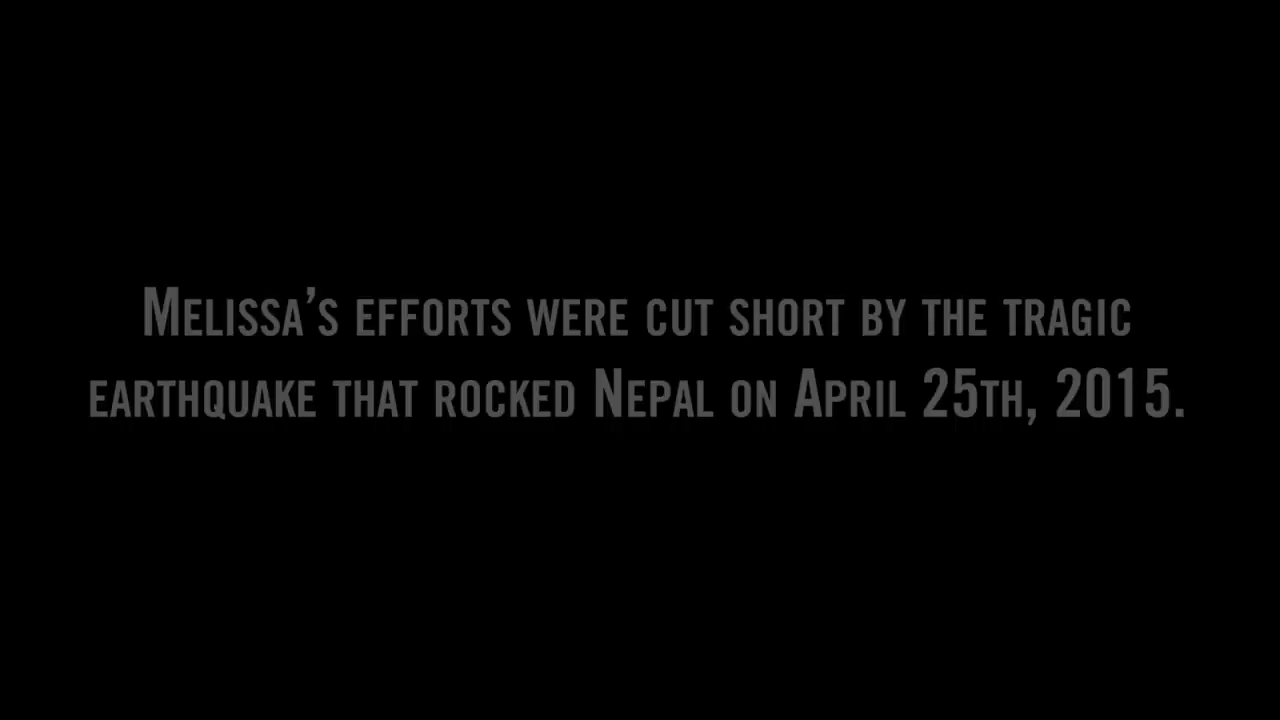 Melissa’s efforts were cut short by the tragic
earthquake that rocked Nepal on April 25th, 2015.